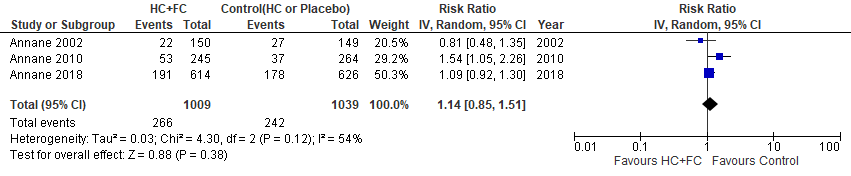 HC+FC Control(HC or Placebo) Risk Ratio Risk Ratio
Study or Subgroup Events Total Events Total Weight IV, Random, 95% CI Year IV, Random, 95% CI
Annane 2002 22 150 27 149 20.5% 0.81 [0.48, 1.35] 2002
Annane 2010 53 245 37 264 29.2% 1.54 [1.05, 2.26] 2010
Annane 2018 191 614 178 626 50.3% 1.09 [0.92, 1.30] 2018
Total (95% CI) 1009 1039 100.0% 1.14 [0.85, 1.51]
Total events 266 242
Heterogeneity: Tau² = 0.03; Chi² = 4.30, df = 2 (P = 0.12); I² = 54%
Test for overall effect: Z = 0.88 (P = 0.38)
0.01 0.1 1 10 100
Favours HC+FC Favours Control